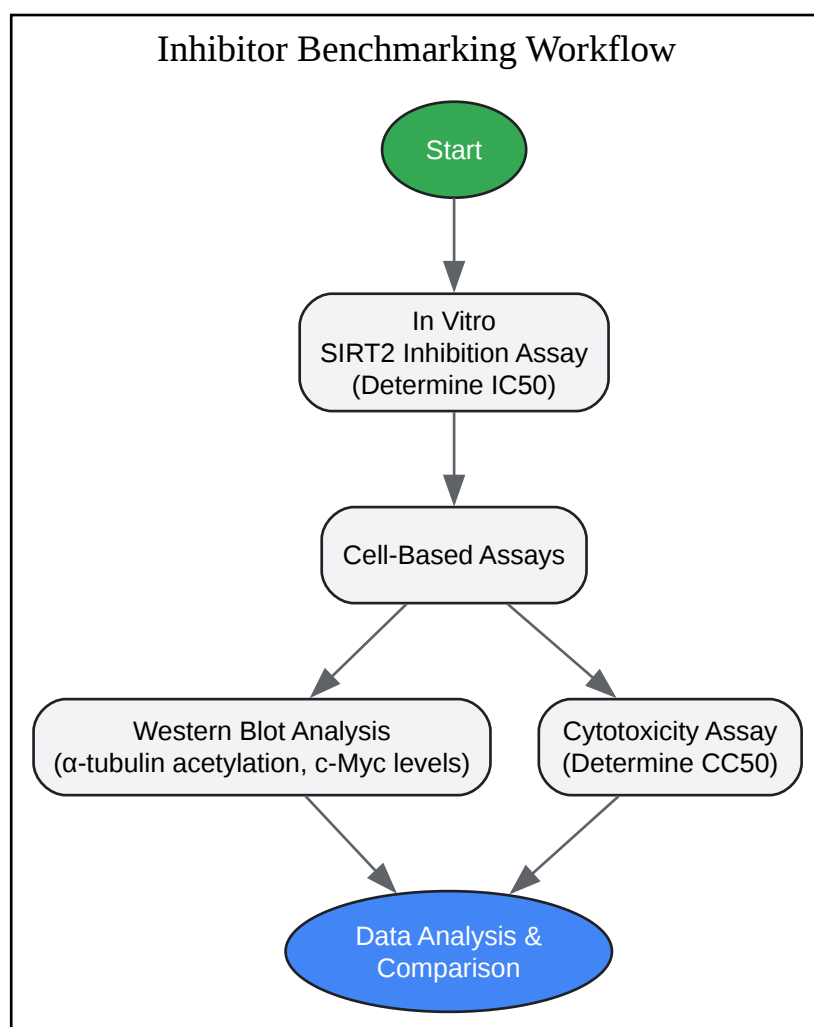 Inhibitor Benchmarking Workflow
Start
In Vitro
SIRT2 Inhibition Assay
(Determine IC50)
Cell-Based Assays
Western Blot Analysis
(α-tubulin acetylation, c-Myc levels)
Cytotoxicity Assay
(Determine CC50)
Data Analysis &
Comparison